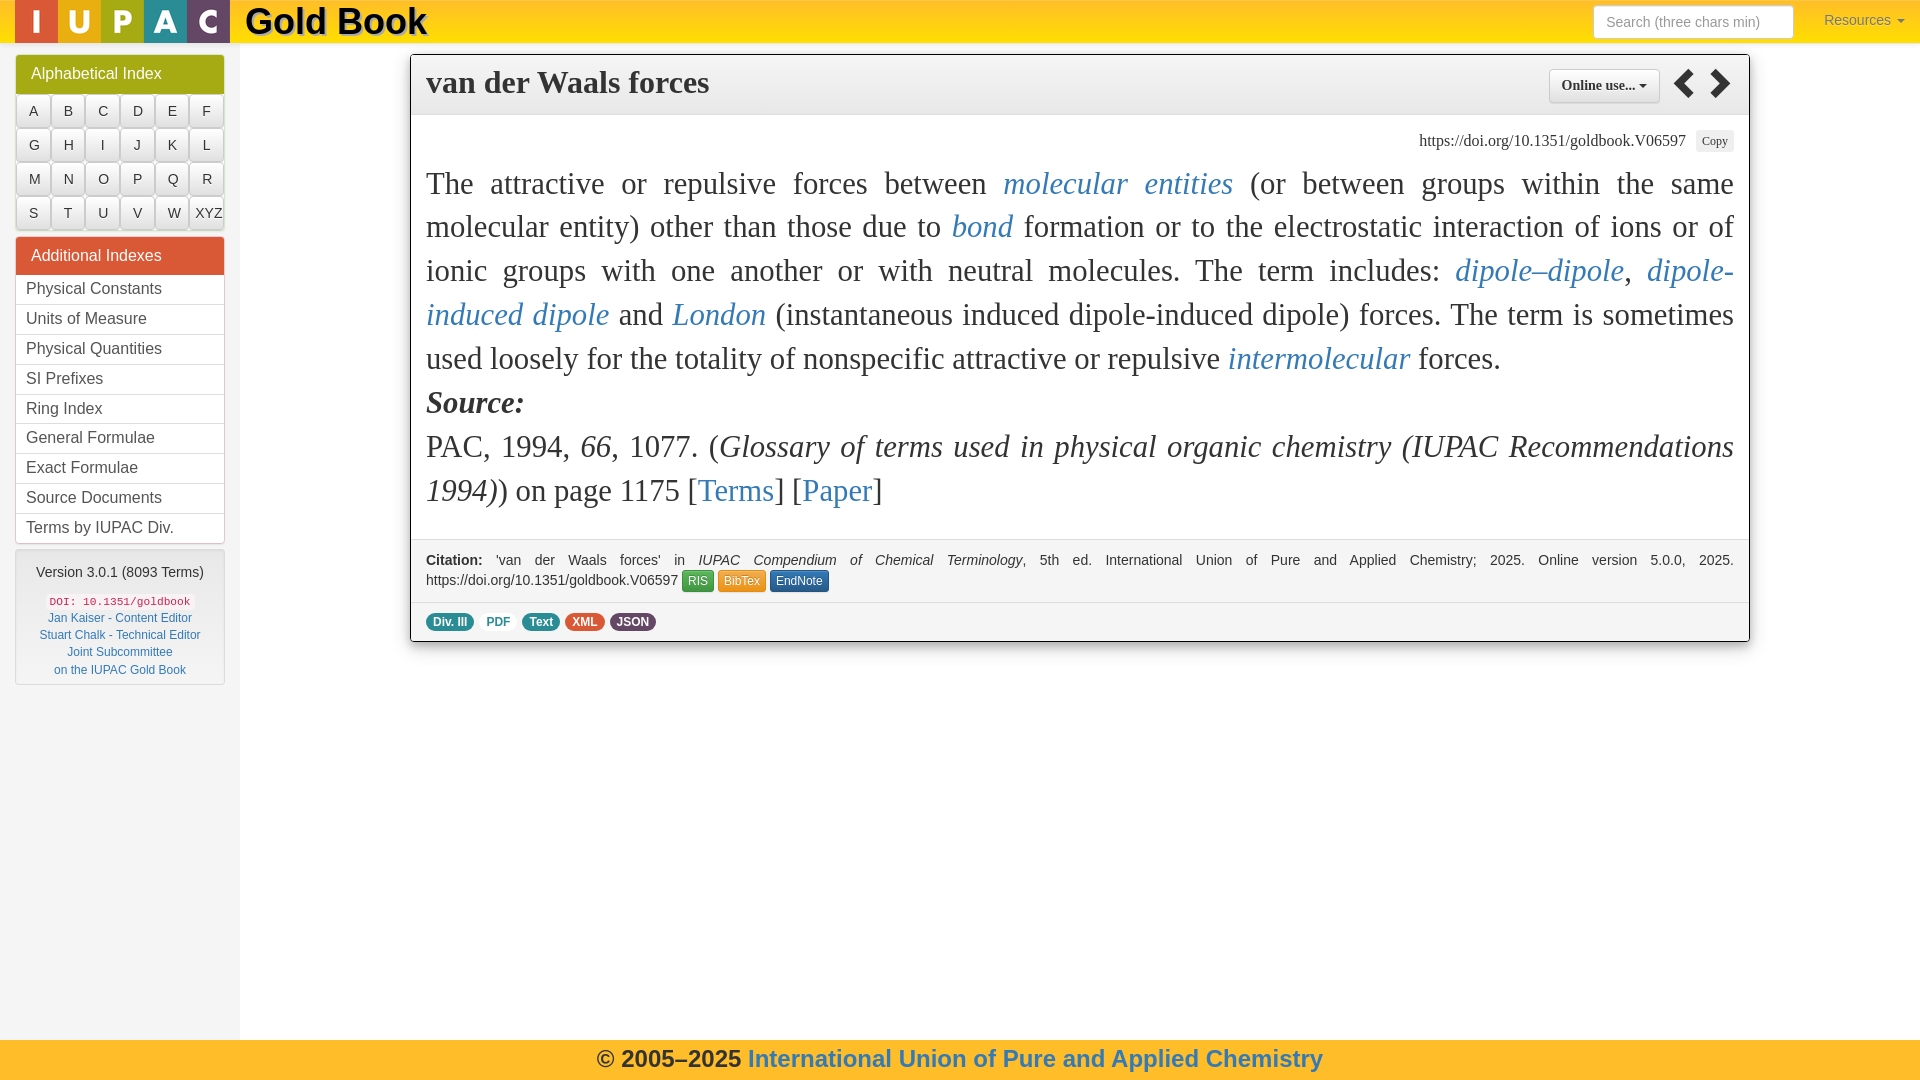 I U P A C Gold Book Search (three chars min) Resources
Alphabetical Index
A B C D E F
G H I J K L
M N O P Q R
S T U V W XYZ
Additional Indexes
Physical Constants
Units of Measure
Physical Quantities
SI Prefixes
Ring Index
General Formulae
Exact Formulae
Source Documents
Terms by IUPAC Div.
Version 3.0.1 (8093 Terms)
DOI: 10.1351/goldbook
Jan Kaiser - Content Editor
Stuart Chalk - Technical Editor
Joint Subcommittee
on the IUPAC Gold Book
van der Waals forces Online use...
https://doi.org/10.1351/goldbook.V06597 Copy
The attractive or repulsive forces between molecular entities (or between groups within the same
molecular entity) other than those due to bond formation or to the electrostatic interaction of ions or of
ionic groups with one another or with neutral molecules. The term includes: dipole–dipole, dipole-
induced dipole and London (instantaneous induced dipole-induced dipole) forces. The term is sometimes
used loosely for the totality of nonspecific attractive or repulsive intermolecular forces.
Source:
PAC, 1994, 66, 1077. (Glossary of terms used in physical organic chemistry (IUPAC Recommendations
1994)) on page 1175 [Terms] [Paper]
Citation: 'van der Waals forces' in IUPAC Compendium of Chemical Terminology, 5th ed. International Union of Pure and Applied Chemistry; 2025. Online version 5.0.0, 2025.
https://doi.org/10.1351/goldbook.V06597 RIS BibTex EndNote
Div. III PDF Text XML JSON
© 2005–2025 International Union of Pure and Applied Chemistry